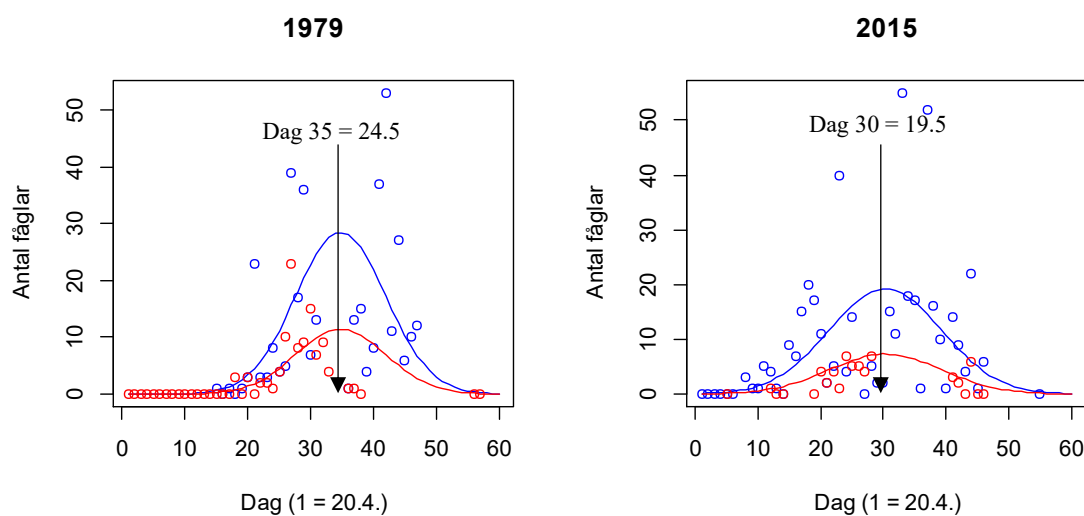 1979
Dag 35 = 24.5
Antal fåglar
0 10 20 30 40 50
0 10 20 30 40 50 60
Dag (1 = 20.4.)
2015
Dag 30 = 19.5
Antal fåglar
0 10 20 30 40 50
0 10 20 30 40 50 60
Dag (1 = 20.4.)